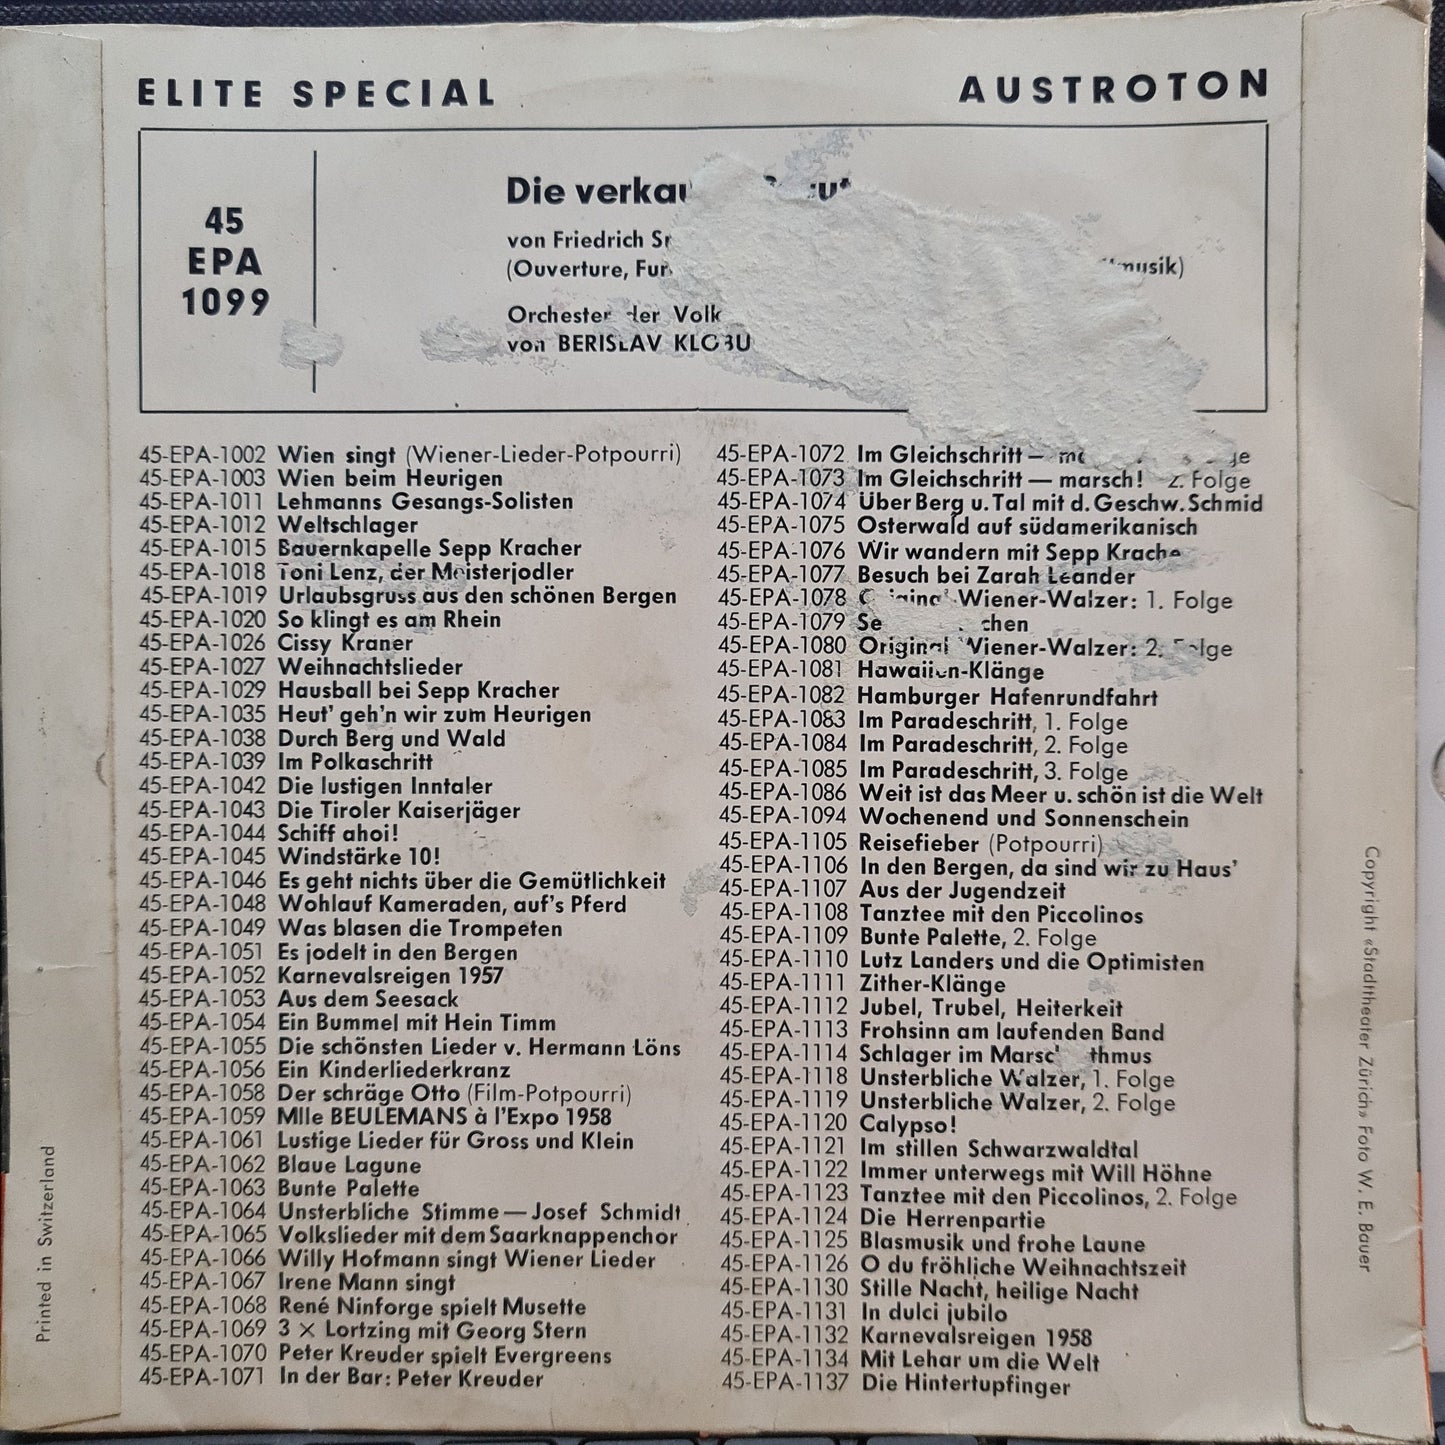 ELITE SPECIAL
AUSTROTON
45
EPA
1099
Die
von Friedrich
(Ouverture,
Orchester der
von BERISLAV
45-EPA-1002 Wien singt (Wiener-Lieder-Potpourri)
45-EPA-1003 Wien beim Heurigen
45-EPA-1011 Lehmanns Gesangs-Solisten
45-EPA-1012 Weltschlager
45-EPA-1015 Bauernkapelle Sepp Kracher
45-EPA-1018 Toni Lenz, der Meisterjodler
45-EPA-1019 Urlaubsgruss aus den schönen Bergen
45-EPA-1020 So klingt es am Rhein
45-EPA-1026 Cissy Kraner
45-EPA-1027 Weihnachtslieder
45-EPA-1029 Hausball bei Sepp Kracher
45-EPA-1035 Heut' geh'n wir zum Heurigen
45-EPA-1038 Durch Berg und Wald
45-EPA-1039 Im Polkaschritt
45-EPA-1042 Die lustigen Inntaler
45-EPA-1043 Die Tiroler Kaiserjäger
45-EPA-1044 Schiff ahoi!
45-EPA-1045 Windstärke 10!
45-EPA-1046 Es geht nichts über die Gemütlichkeit
45-EPA-1048 Wohlauf Kameraden, auf's Pferd
45-EPA-1049 Was blasen die Trompeten
45-EPA-1051 Es jodelt in den Bergen
45-EPA-1052 Karnevalsreigen 1957
45-EPA-1053 Aus dem Seesack
45-EPA-1054 Ein Bummel mit Hein Timm
45-EPA-1055 Die schönsten Lieder v. Hermann Löns
45-EPA-1056 Ein Kinderliederkranz
45-EPA-1058 Der schräge Otto (Film-Potpourri)
45-EPA-1059 Mlle BEULEMANS à l'Expo 1958
45-EPA-1061 Lustige Lieder für Gross und Klein
45-EPA-1062 Blaue Lagune
45-EPA-1063 Bunte Palette
45-EPA-1064 Unsterbliche Stimme — Josef Schmidt
45-EPA-1065 Volkslieder mit dem Saarknappenchor
45-EPA-1066 Willy Hofmann singt Wiener Lieder
45-EPA-1067 Irene Mann singt
45-EPA-1068 René Ninforge spielt Musette
45-EPA-1069 3 × Lortzing mit Georg Stern
45-EPA-1070 Peter Kreuder spielt Evergreens
45-EPA-1071 In der Bar: Peter Kreuder
45-EPA-1072 Im Gleichschritt —
45-EPA-1073 Im Gleichschritt — marsch! 2. Folge
45-EPA-1074 Über Berg u. Tal mit d. Geschw. Schmid
45-EPA-1075 Osterwald auf südamerikanisch
45-EPA-1076 Wir wandern mit Sepp Krache
45-EPA-1077 Besuch bei Zarah Leander
45-EPA-1078 Original Wiener-Walzer: 1. Folge
45-EPA-1079
45-EPA-1080 Original Wiener-Walzer: 2. Folge
45-EPA-1081 Hawaiien-Klänge
45-EPA-1082 Hamburger Hafenrundfahrt
45-EPA-1083 Im Paradeschritt, 1. Folge
45-EPA-1084 Im Paradeschritt, 2. Folge
45-EPA-1085 Im Paradeschritt, 3. Folge
45-EPA-1086 Weit ist das Meer u. schön ist die Welt
45-EPA-1094 Wochenend und Sonnenschein
45-EPA-1105 Reisefieber (Potpourri)
45-EPA-1106 In den Bergen, da sind wir zu Haus'
45-EPA-1107 Aus der Jugendzeit
45-EPA-1108 Tanztee mit den Piccolinos
45-EPA-1109 Bunte Palette, 2. Folge
45-EPA-1110 Lutz Landers und die Optimisten
45-EPA-1111 Zither-Klänge
45-EPA-1112 Jubel, Trubel, Heiterkeit
45-EPA-1113 Frohsinn am laufenden Band
45-EPA-1114 Schlager im
45-EPA-1118 Unsterbliche Walzer, 1. Folge
45-EPA-1119 Unsterbliche Walzer, 2. Folge
45-EPA-1120 Calypso!
45-EPA-1121 Im stillen Schwarzwaldtal
45-EPA-1122 Immer unterwegs mit Will Höhne
45-EPA-1123 Tanztee mit den Piccolinos, 2. Folge
45-EPA-1124 Die Herrenpartie
45-EPA-1125 Blasmusik und frohe Laune
45-EPA-1126 O du fröhliche Weihnachtszeit
45-EPA-1130 Stille Nacht, heilige Nacht
45-EPA-1131 In dulci jubilo
45-EPA-1132 Karnevalsreigen 1958
45-EPA-1134 Mit Lehar um die Welt
45-EPA-1137 Die Hintertupfinger
Printed in Switzerland
Copyright «Stadttheater Zürich» Foto W. E. Bauer